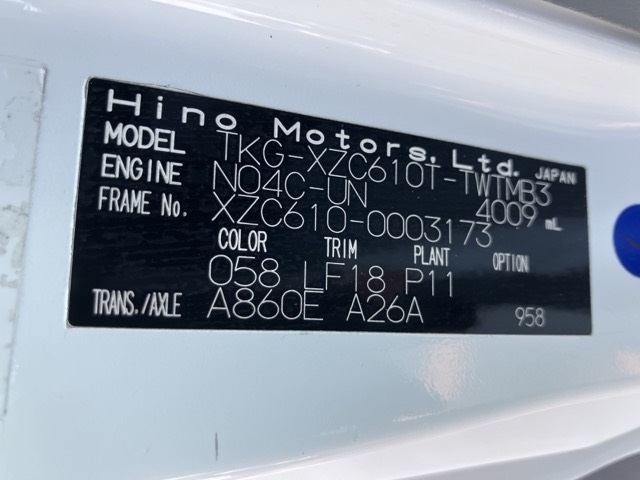 Hino Motors, Ltd. JAPAN
MODEL TKG-XZC610T-TWTMB3
ENGINE N04C-UN 4009 mL
FRAME No. XZC610-0003173
COLOR TRIM PLANT OPTION
058 LF18 P11
TRANS./AXLE A860E A26A 958